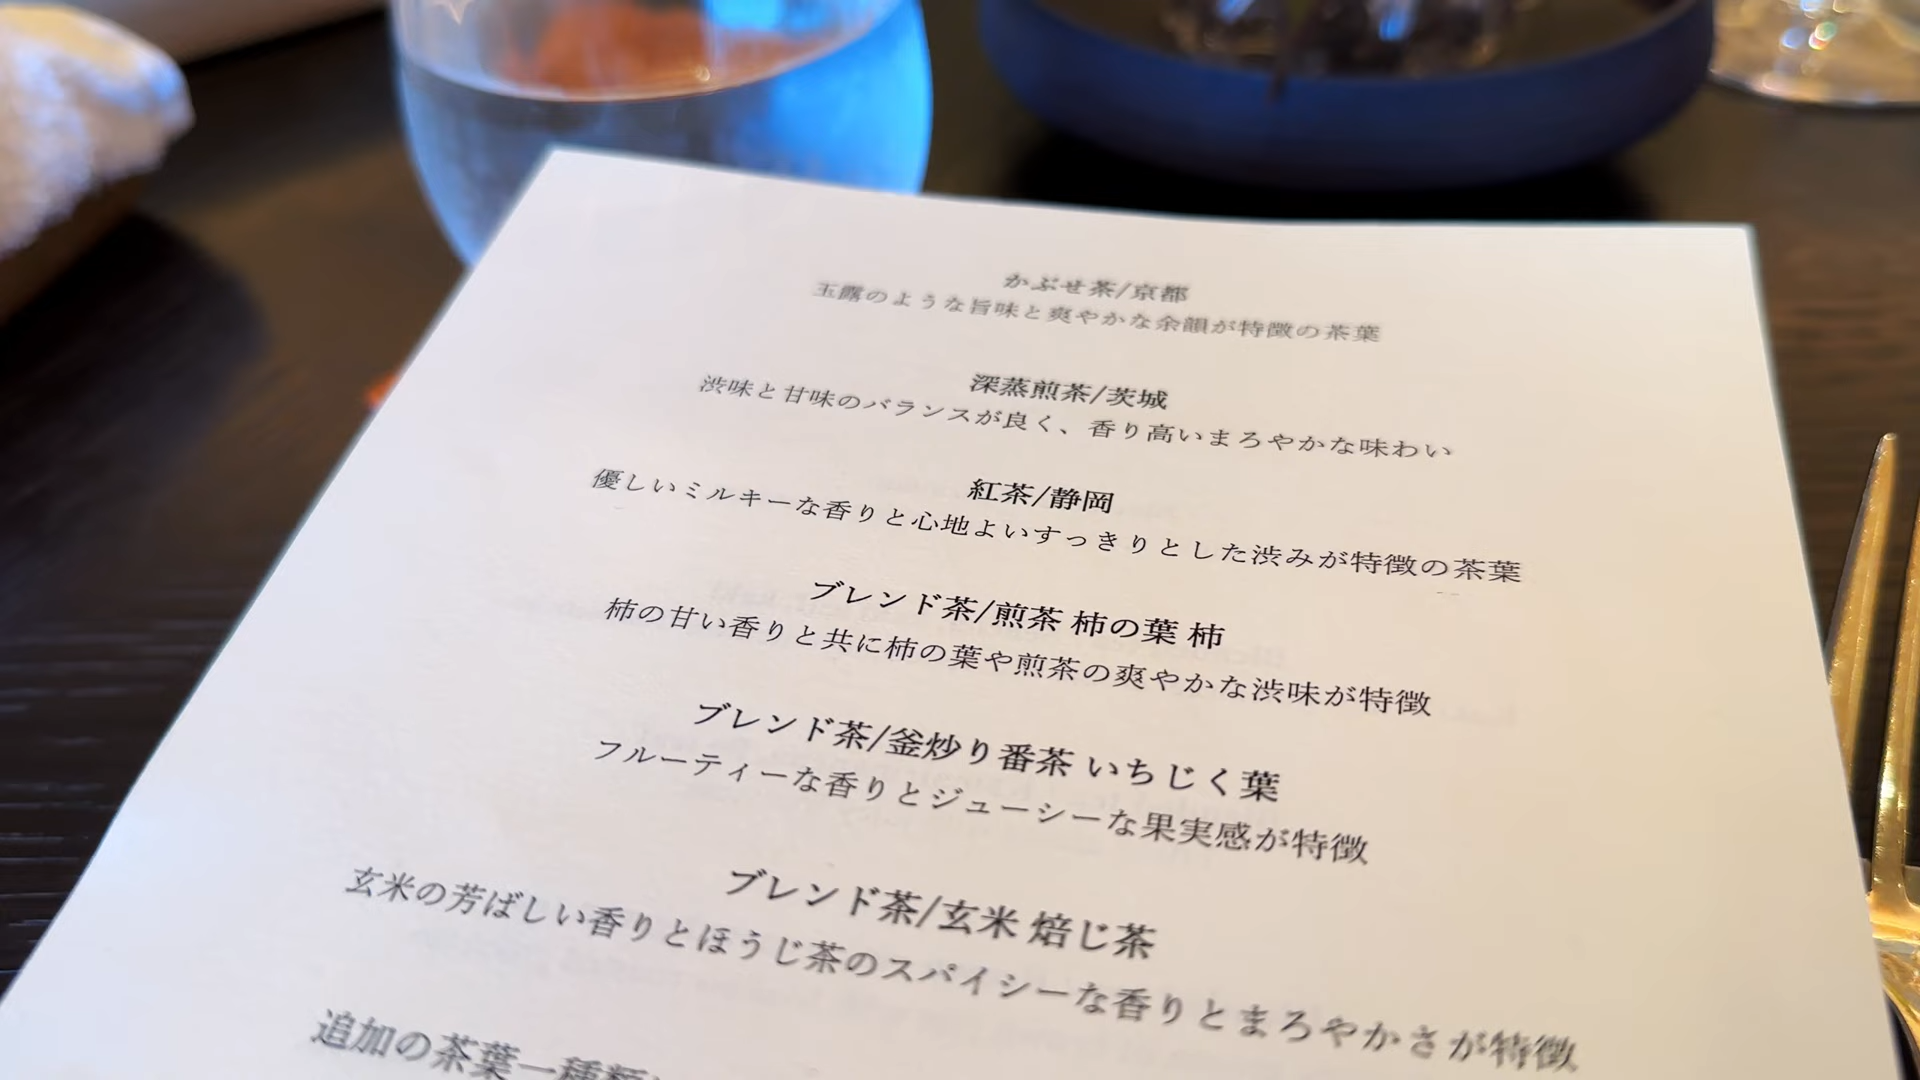 かぶせ茶/京都
玉露のような旨味と爽やかな余韻が特徴の茶葉
深蒸煎茶/茨城
渋味と甘味のバランスが良く、香り高いまろやかな味わい
紅茶/静岡
優しいミルキーな香りと心地よいすっきりとした渋みが特徴の茶葉
ブレンド茶/煎茶 柿の葉 柿
柿の甘い香りと共に柿の葉や煎茶の爽やかな渋味が特徴
ブレンド茶/釜炒り番茶 いちじく葉
フルーティーな香りとジューシーな果実感が特徴
ブレンド茶/玄米 焙じ茶
玄米の芳ばしい香りとほうじ茶のスパイシーな香りとまろやかさが特徴
追加の茶葉一種類